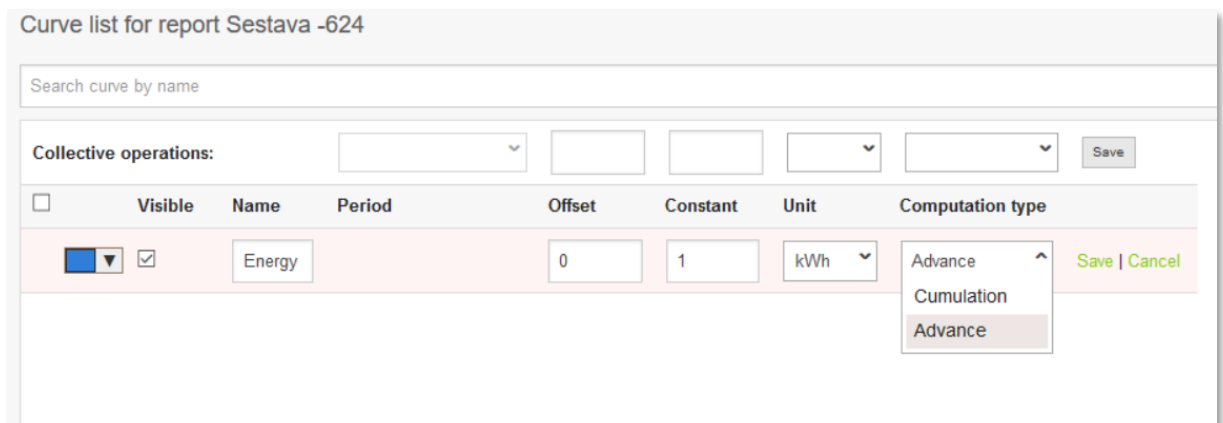 Curve list for report Sestava -624
Search curve by name
Collective operations: Save
Visible Name Period Offset Constant Unit Computation type
Energy 0 1 kWh Advance Save | Cancel
Cumulation
Advance